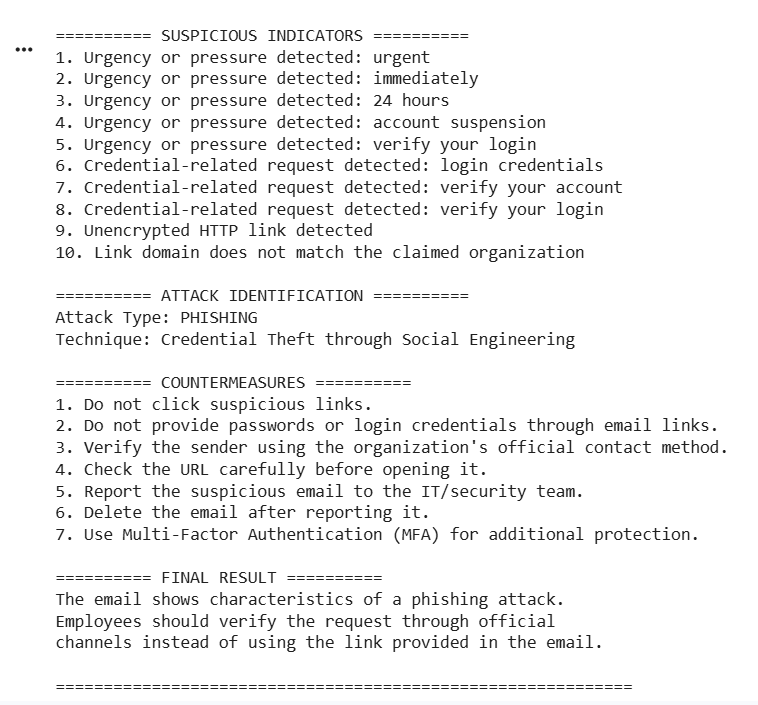 ========== SUSPICIOUS INDICATORS ==========
1. Urgency or pressure detected: urgent
2. Urgency or pressure detected: immediately
3. Urgency or pressure detected: 24 hours
4. Urgency or pressure detected: account suspension
5. Urgency or pressure detected: verify your login
6. Credential-related request detected: login credentials
7. Credential-related request detected: verify your account
8. Credential-related request detected: verify your login
9. Unencrypted HTTP link detected
10. Link domain does not match the claimed organization

========== ATTACK IDENTIFICATION ==========
Attack Type: PHISHING
Technique: Credential Theft through Social Engineering

========== COUNTERMEASURES ==========
1. Do not click suspicious links.
2. Do not provide passwords or login credentials through email links.
3. Verify the sender using the organization's official contact method.
4. Check the URL carefully before opening it.
5. Report the suspicious email to the IT/security team.
6. Delete the email after reporting it.
7. Use Multi-Factor Authentication (MFA) for additional protection.

========== FINAL RESULT ==========
The email shows characteristics of a phishing attack.
Employees should verify the request through official
channels instead of using the link provided in the email.

============================================================